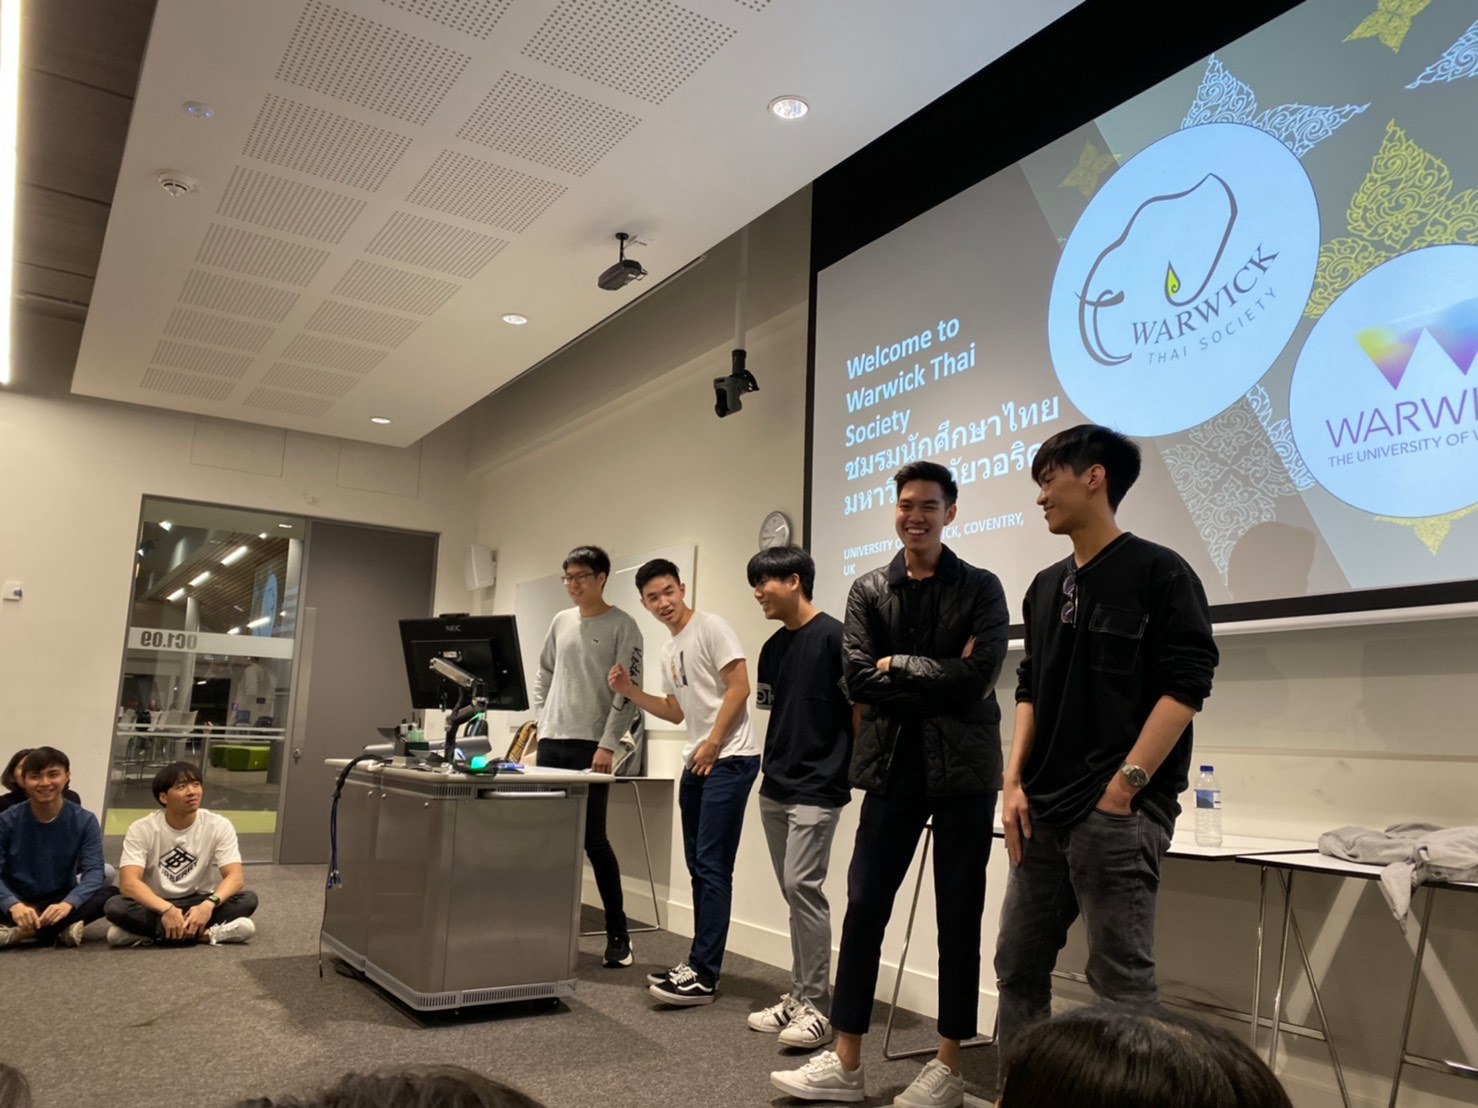 Welcome to
Warwick Thai
Society
ชมรมนักศึกษาไทย
UNIVERSITY
COVENTRY,
UK
WARWICK
THAI SOCIETY
THE UNIVERSITY OF
NEC
OC1.09